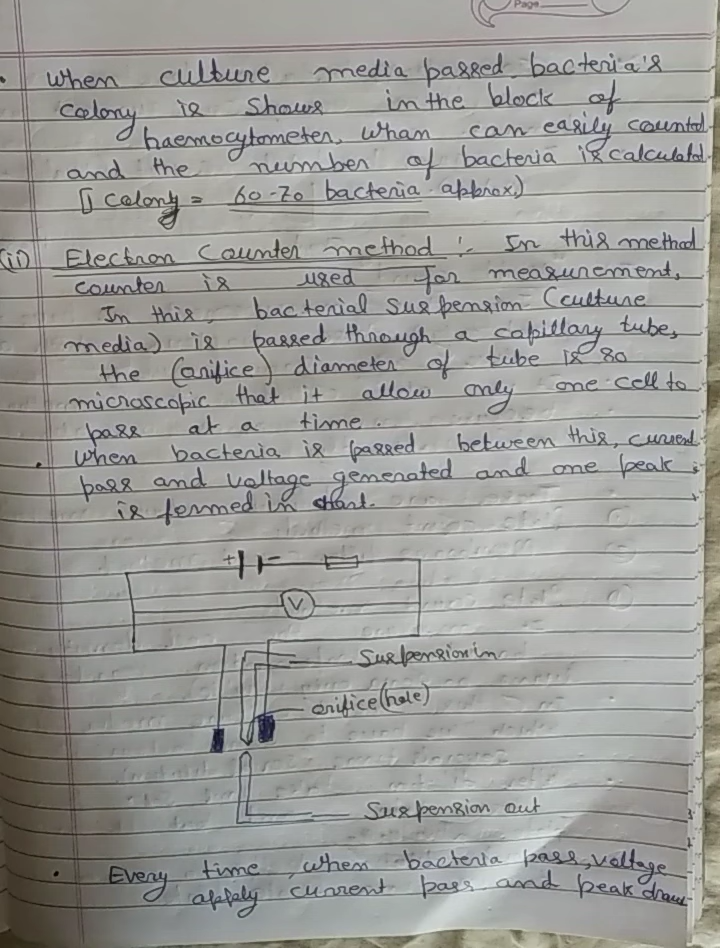 Page
• When culture media passed bacteria's
colony is shows in the block of
haemocytometer, whan can easily counted
and the number of bacteria is calculated
[1 colony = 60-70 bacteria approx.)
(ii) Electron Counter method :- In this method
counter is used for measurement,
In this, bacterial suspension (culture
media) is passed through a capillary tube,
the (orifice) diameter of tube is 80
microscopic that it allow only one cell to
pass at a time.
• When bacteria is passed between this, current
pass and voltage generated and one peak
is formed in chart.
+ -
V
Suspension in
orifice (hole)
Suspension out
• Every time, when bacteria pass, voltage
apply current pass and peak draw